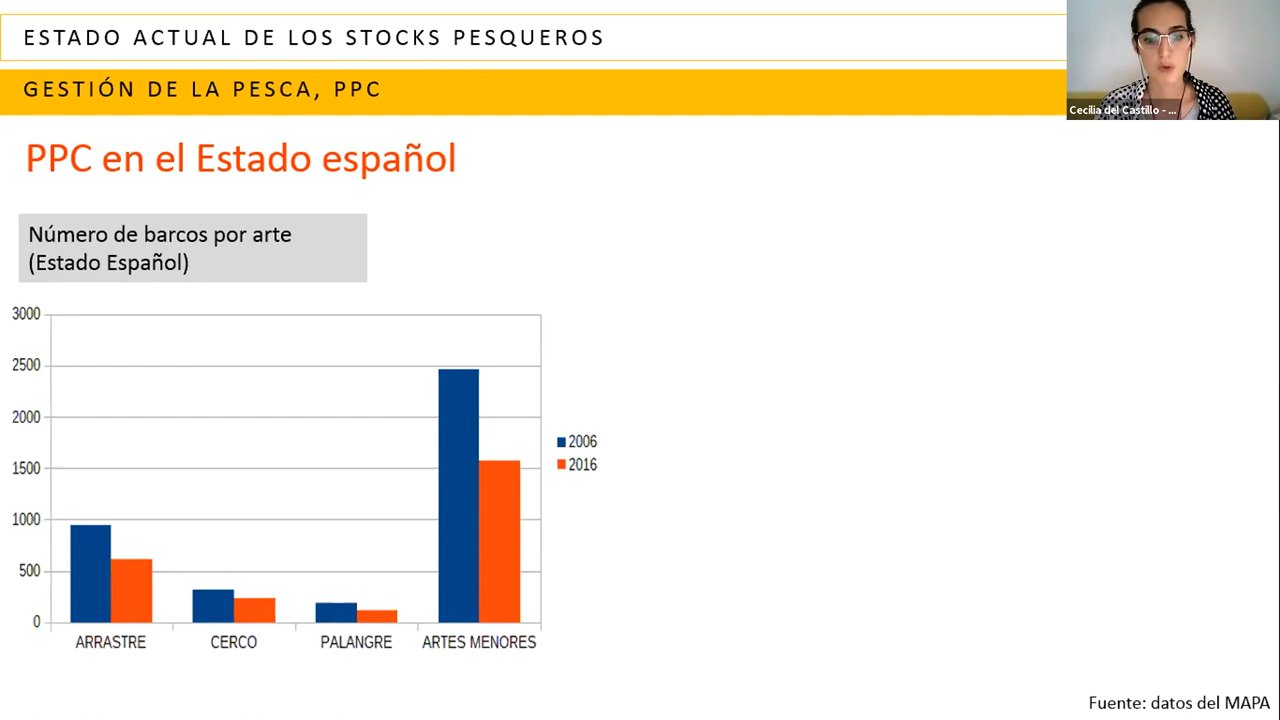 ESTADO ACTUAL DE LOS STOCKS PESQUEROS
GESTIÓN DE LA PESCA, PPC
Cecilia del Castillo - ...
PPC en el Estado español
Número de barcos por arte
(Estado Español)
3000
2500
2000
1500
1000
500
0
2006
2016
ARRASTRE
CERCO
PALANGRE
ARTES MENORES
Fuente: datos del MAPA